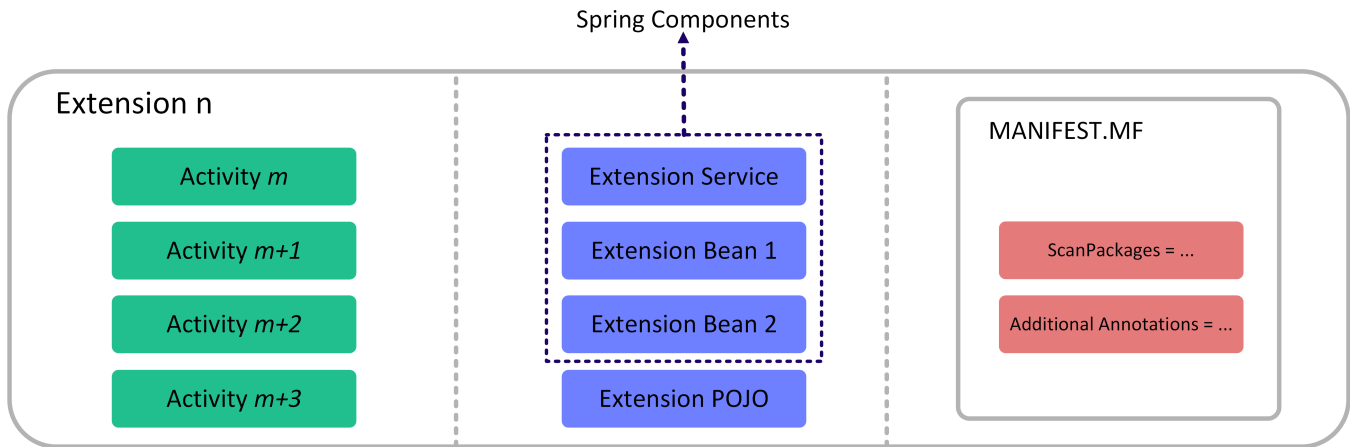 Spring Components
Extension n
Activity m
Activity m+1
Activity m+2
Activity m+3
Extension Service
Extension Bean 1
Extension Bean 2
Extension POJO
MANIFEST.MF
ScanPackages = ...
Additional Annotations = ...